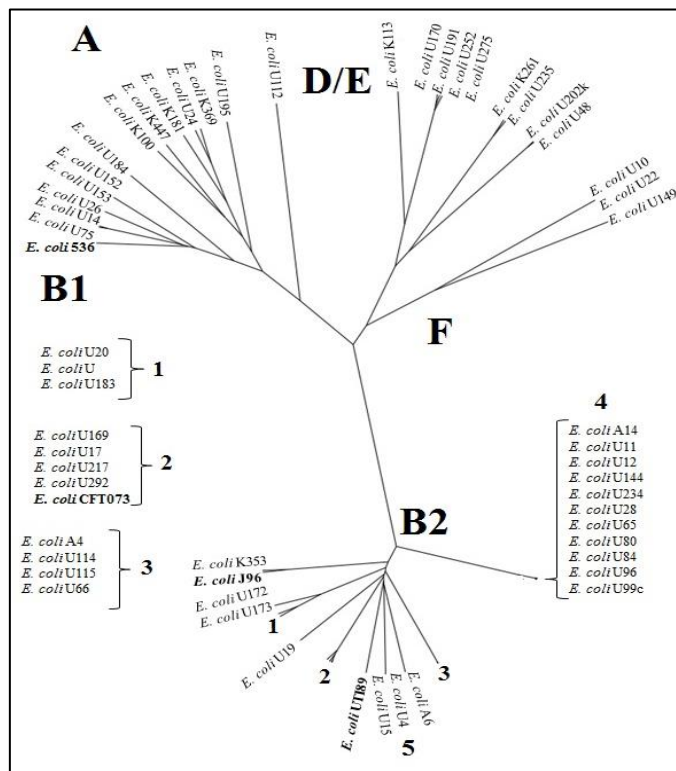 A
D/E
E. coli K100
E. coli K447
E. coli K181
E. coli U24
E. coli K369
E. coli U195
E. coli U112
E. coli K113
E. coli U170
E. coli U191
E. coli U252
E. coli U275
E. coli K261
E. coli U235
E. coli U202k
E. coli U48
E. coli U10
E. coli U22
E. coli U149
E. coli U184
E. coli U152
E. coli U153
E. coli U26
E. coli U14
E. coli U75
E. coli 536
B1
F
E. coli U20
E. coli U
E. coli U183
1
E. coli U169
E. coli U17
E. coli U217
E. coli U292
E. coli CFT073
2
E. coli A4
E. coli U114
E. coli U115
E. coli U66
3
4
E. coli A14
E. coli U11
E. coli U12
E. coli U144
E. coli U234
E. coli U28
E. coli U65
E. coli U80
E. coli U84
E. coli U96
E. coli U99c
B2
E. coli K353
E. coli J96
E. coli U172
E. coli U173
1
E. coli U19
2
E. coli UTI89
E. coli U15
E. coli U4
E. coli A6
3
5